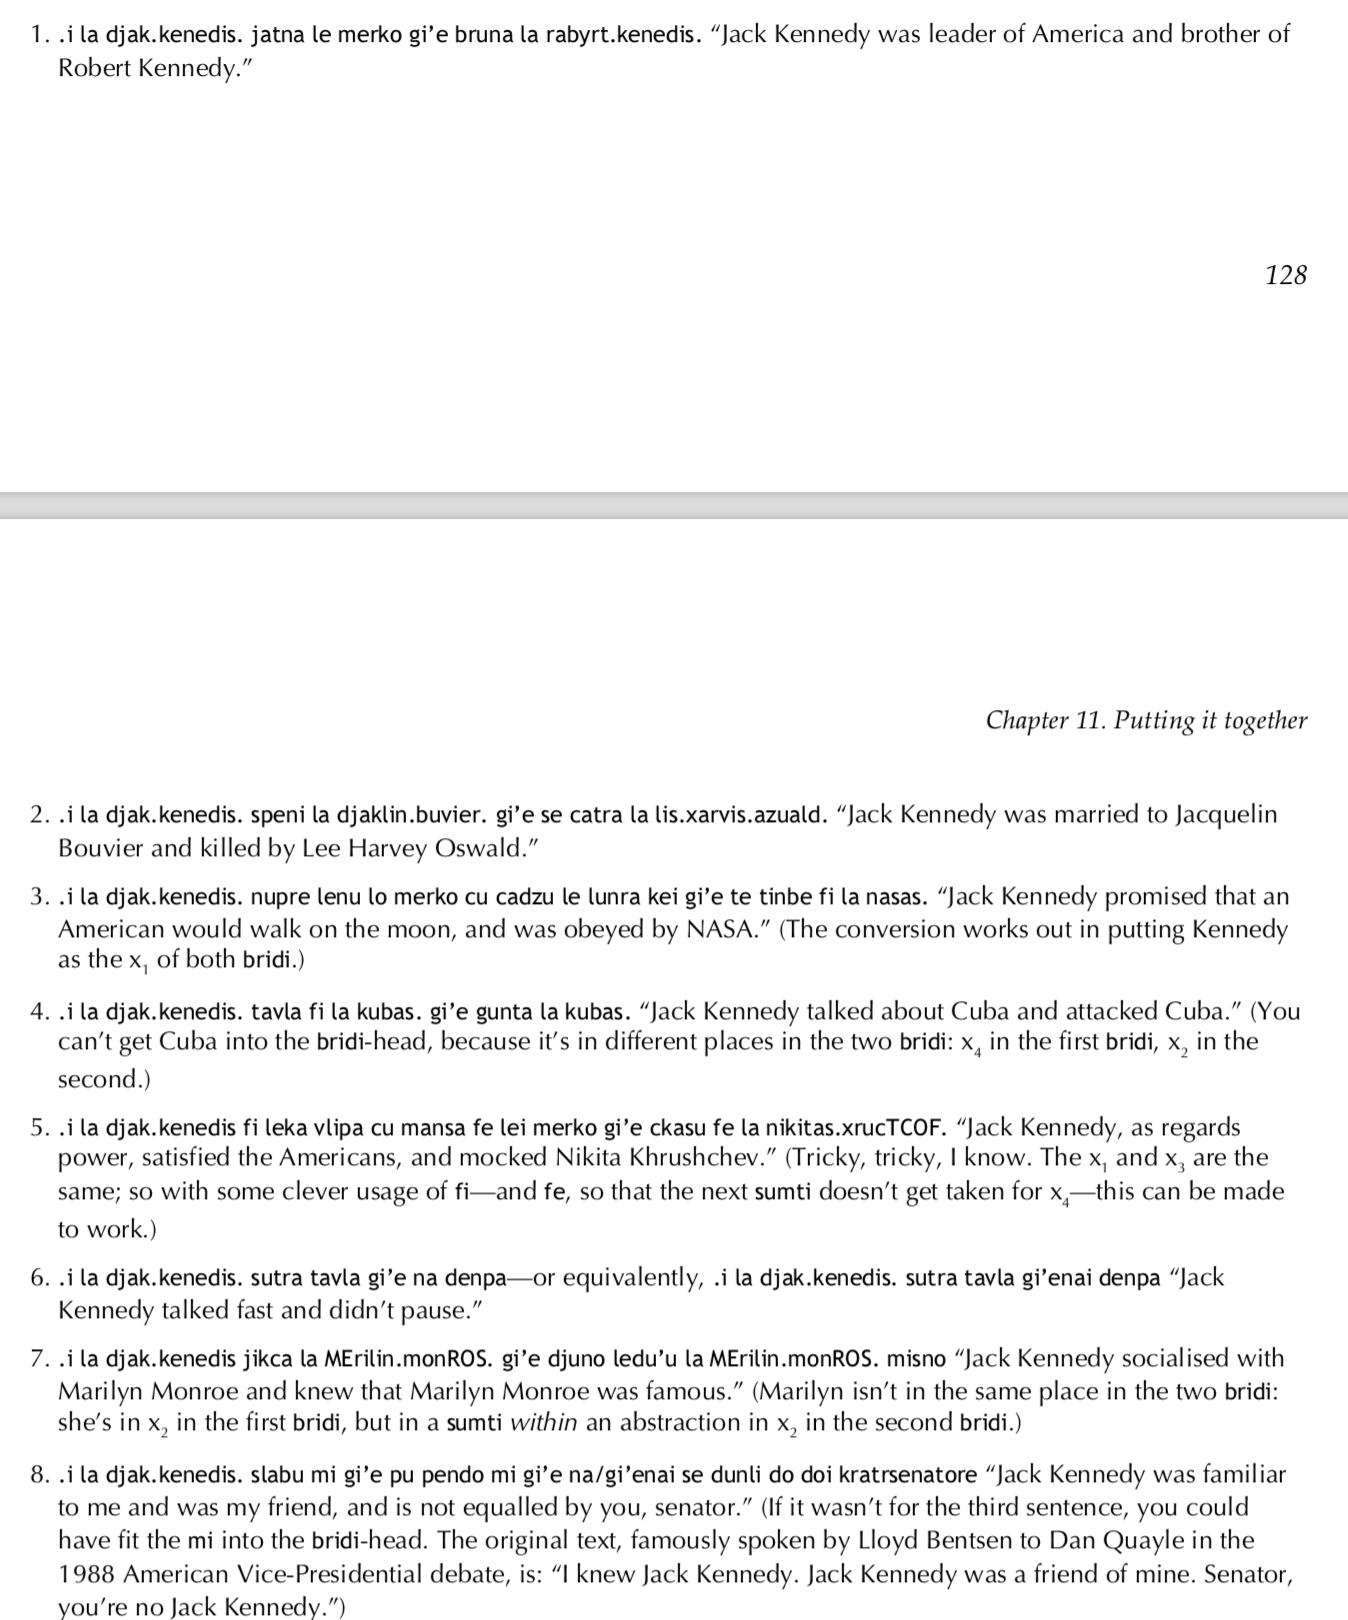 1. .i la djak.kenedis. jatna le merko gi’e bruna la rabyrt.kenedis. “Jack Kennedy was leader of America and brother of
Robert Kennedy.”
128
Chapter 11. Putting it together
2. .i la djak.kenedis. speni la djaklin.buvier. gi’e se catra la lis.xarvis.azuald. “Jack Kennedy was married to Jacquelin
Bouvier and killed by Lee Harvey Oswald.”
3. .i la djak.kenedis. nupre lenu lo merko cu cadzu le lunra kei gi’e te tinbe fi la nasas. “Jack Kennedy promised that an
American would walk on the moon, and was obeyed by NASA.” (The conversion works out in putting Kennedy
as the x₁ of both bridi.)
4. .i la djak.kenedis. tavla fi la kubas. gi’e gunta la kubas. “Jack Kennedy talked about Cuba and attacked Cuba.” (You
can’t get Cuba into the bridi-head, because it’s in different places in the two bridi: x₄ in the first bridi, x₂ in the
second.)
5. .i la djak.kenedis fi leka vlipa cu mansa fe lei merko gi’e ckasu fe la nikitas.xrucTCOF. “Jack Kennedy, as regards
power, satisfied the Americans, and mocked Nikita Khrushchev.” (Tricky, tricky, I know. The x₁ and x₃ are the
same; so with some clever usage of fi—and fe, so that the next sumti doesn’t get taken for x₄—this can be made
to work.)
6. .i la djak.kenedis. sutra tavla gi’e na denpa—or equivalently, .i la djak.kenedis. sutra tavla gi’enai denpa “Jack
Kennedy talked fast and didn’t pause.”
7. .i la djak.kenedis jikca la MErilin.monROS. gi’e djuno ledu’u la MErilin.monROS. misno “Jack Kennedy socialised with
Marilyn Monroe and knew that Marilyn Monroe was famous.” (Marilyn isn’t in the same place in the two bridi:
she’s in x₂ in the first bridi, but in a sumti within an abstraction in x₂ in the second bridi.)
8. .i la djak.kenedis. slabu mi gi’e pu pendo mi gi’e na/gi’enai se dunli do doi kratrsenatore “Jack Kennedy was familiar
to me and was my friend, and is not equalled by you, senator.” (If it wasn’t for the third sentence, you could
have fit the mi into the bridi-head. The original text, famously spoken by Lloyd Bentsen to Dan Quayle in the
1988 American Vice-Presidential debate, is: “I knew Jack Kennedy. Jack Kennedy was a friend of mine. Senator,
you’re no Jack Kennedy.”)